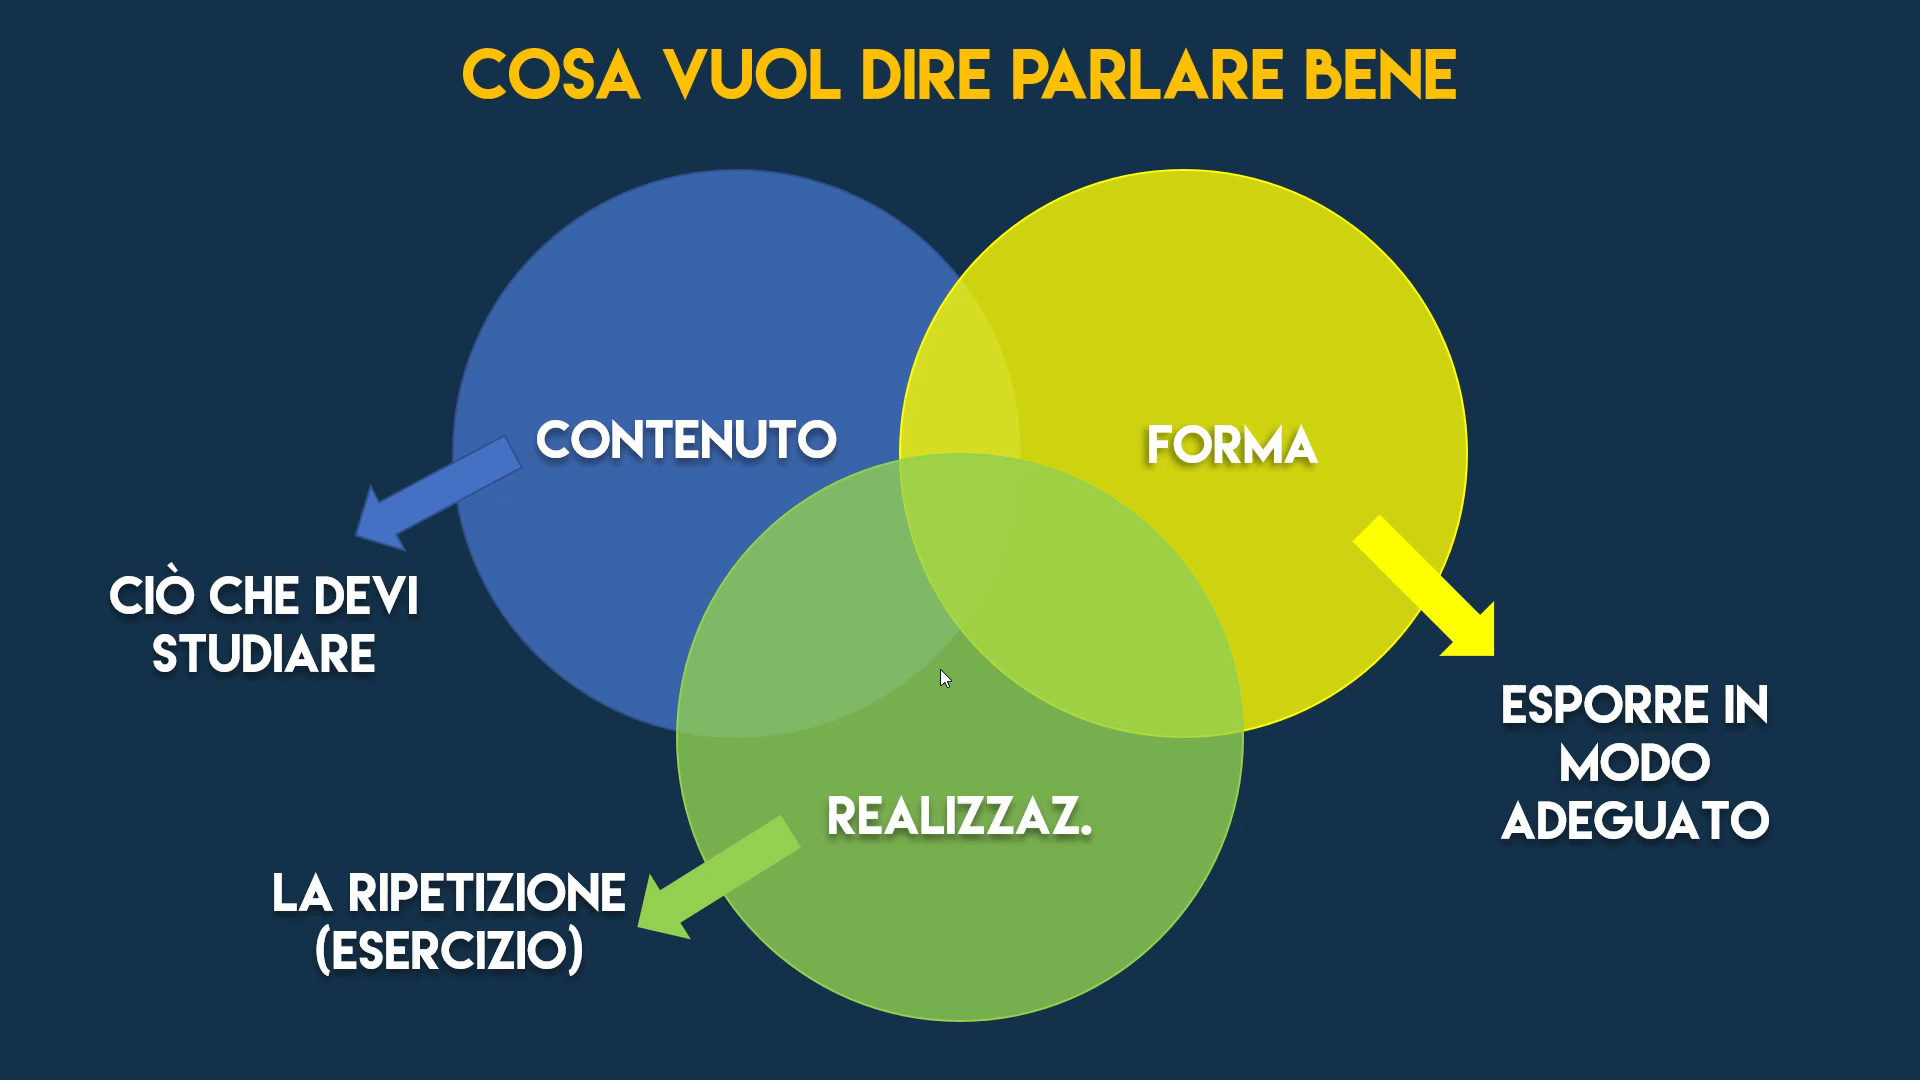 COSA VUOL DIRE PARLARE BENE
CONTENUTO
FORMA
CIÒ CHE DEVI
STUDIARE
ESPORRE IN
MODO
ADEGUATO
REALIZZAZ.
LA RIPETIZIONE
(ESERCIZIO)